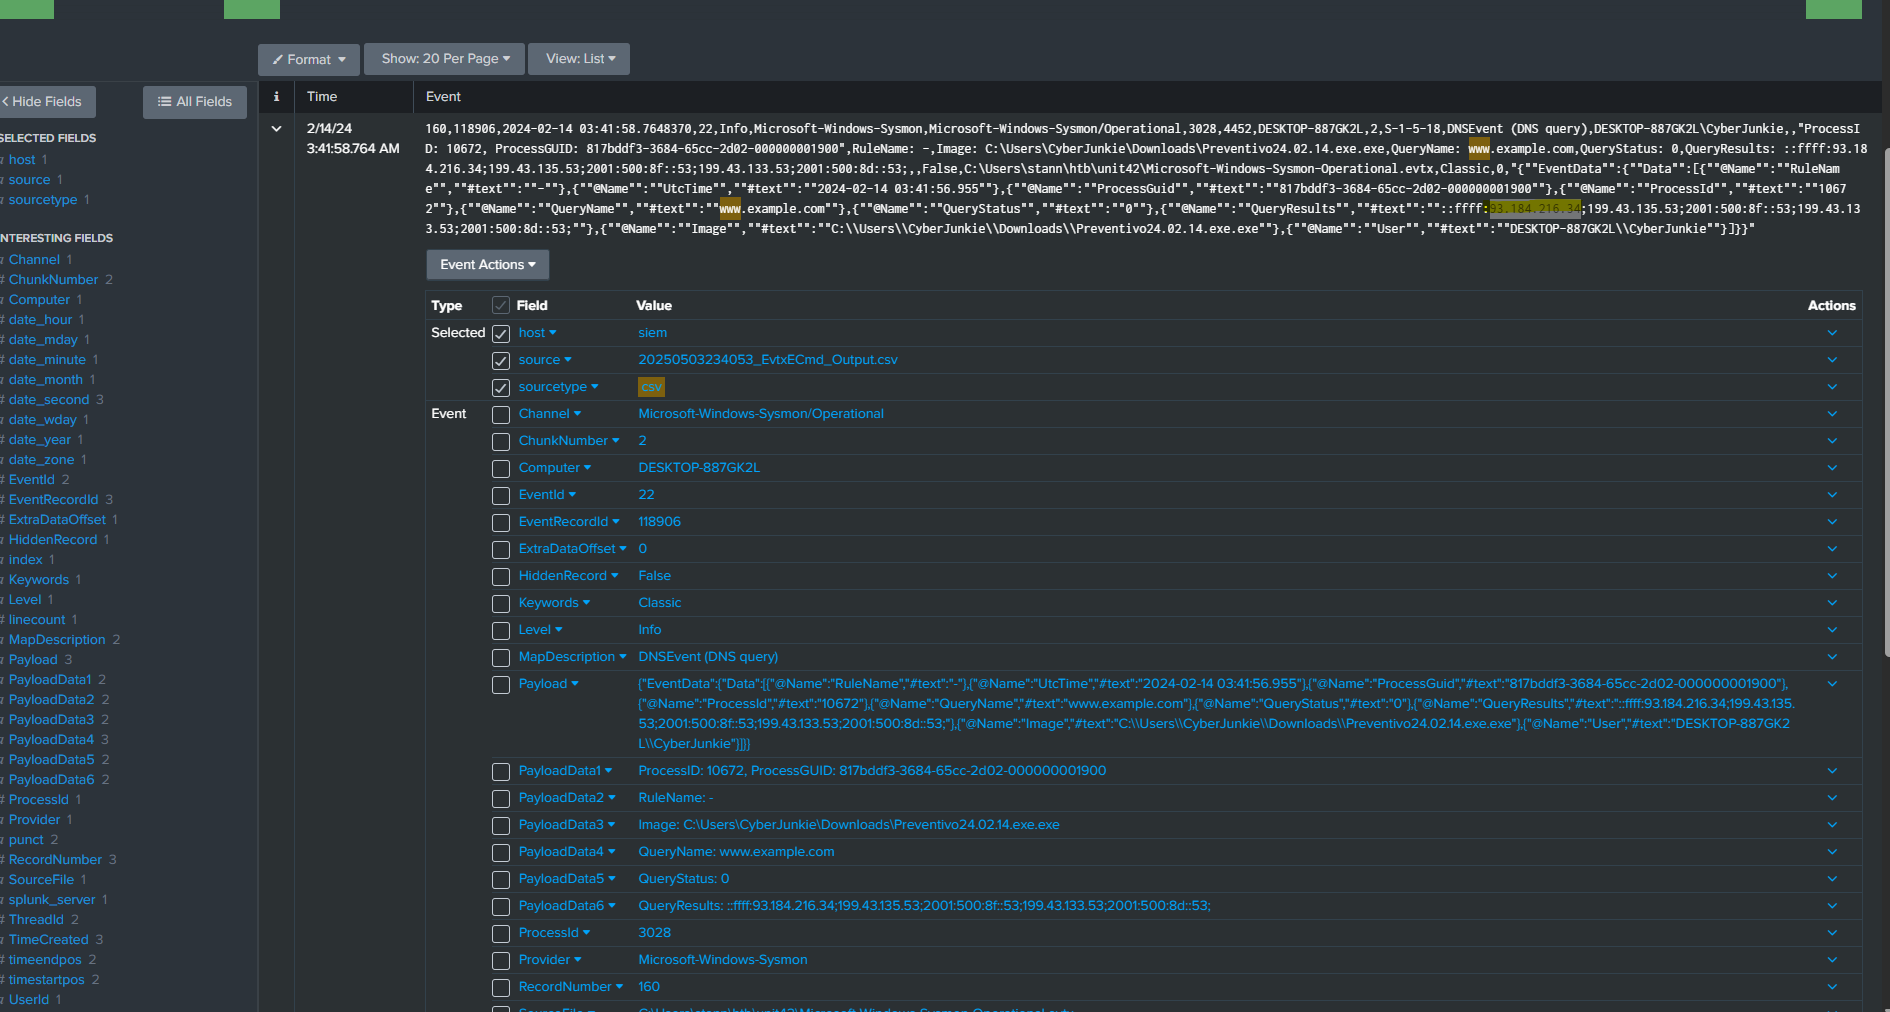 Format
Show: 20 Per Page
View: List
Hide Fields
All Fields
i Time Event
SELECTED FIELDS
a host 1
a source 1
a sourcetype 1
INTERESTING FIELDS
a Channel 1
# ChunkNumber 2
a Computer 1
# date_hour 1
# date_mday 1
# date_minute 1
a date_month 1
# date_second 3
a date_wday 1
# date_year 1
a date_zone 1
# EventId 2
# EventRecordId 3
# ExtraDataOffset 1
a HiddenRecord 1
a index 1
a Keywords 1
a Level 1
# linecount 1
a MapDescription 2
a Payload 3
a PayloadData1 2
a PayloadData2 2
a PayloadData3 2
a PayloadData4 3
a PayloadData5 2
a PayloadData6 2
# ProcessId 1
a Provider 1
a punct 2
# RecordNumber 3
a SourceFile 1
a splunk_server 1
# ThreadId 2
a TimeCreated 3
# timeendpos 2
# timestartpos 2
a UserId 1
2/14/24
3:41:58.764 AM
160,118906,2024-02-14 03:41:58.7648370,22,Info,Microsoft-Windows-Sysmon,Microsoft-Windows-Sysmon/Operational,3028,4452,DESKTOP-887GK2L,2,S-1-5-18,DNSEvent (DNS query),DESKTOP-887GK2L\CyberJunkie,,"ProcessI
D: 10672, ProcessGUID: 817bddf3-3684-65cc-2d02-000000001900",RuleName: -,Image: C:\Users\CyberJunkie\Downloads\Preventivo24.02.14.exe.exe,QueryName: www.example.com,QueryStatus: 0,QueryResults: ::ffff:93.18
4.216.34;199.43.135.53;2001:500:8f::53;199.43.133.53;2001:500:8d::53;,,False,C:\Users\stann\htb\unit42\Microsoft-Windows-Sysmon-Operational.evtx,Classic,0,"{""EventData"":{""Data"":[{""@Name"":""RuleNam
e"",""#text"":""-""},{""@Name"":""UtcTime"",""#text"":""2024-02-14 03:41:56.955""},{""@Name"":""ProcessGuid"",""#text"":""817bddf3-3684-65cc-2d02-000000001900""},{""@Name"":""ProcessId"",""#text"":""1067
2""},{""@Name"":""QueryName"",""#text"":""www.example.com""},{""@Name"":""QueryStatus"",""#text"":""0""},{""@Name"":""QueryResults"",""#text"":""::ffff:93.184.216.34;199.43.135.53;2001:500:8f::53;199.43.13
3.53;2001:500:8d::53;""},{""@Name"":""Image"",""#text"":""C:\\Users\\CyberJunkie\\Downloads\\Preventivo24.02.14.exe.exe""},{""@Name"":""User"",""#text"":""DESKTOP-887GK2L\\CyberJunkie""}]}}"
Event Actions
Type Field Value Actions
Selected host siem
source 20250503234053_EvtxECmd_Output.csv
sourcetype csv
Event Channel Microsoft-Windows-Sysmon/Operational
ChunkNumber 2
Computer DESKTOP-887GK2L
EventId 22
EventRecordId 118906
ExtraDataOffset 0
HiddenRecord False
Keywords Classic
Level Info
MapDescription DNSEvent (DNS query)
Payload {"EventData":{"Data":[{"@Name":"RuleName","#text":"-"},{"@Name":"UtcTime","#text":"2024-02-14 03:41:56.955"},{"@Name":"ProcessGuid","#text":"817bddf3-3684-65cc-2d02-000000001900"},
{"@Name":"ProcessId","#text":"10672"},{"@Name":"QueryName","#text":"www.example.com"},{"@Name":"QueryStatus","#text":"0"},{"@Name":"QueryResults","#text":"::ffff:93.184.216.34;199.43.135.
53;2001:500:8f::53;199.43.133.53;2001:500:8d::53;"},{"@Name":"Image","#text":"C:\\Users\\CyberJunkie\\Downloads\\Preventivo24.02.14.exe.exe"},{"@Name":"User","#text":"DESKTOP-887GK2
L\\CyberJunkie"}]}}
PayloadData1 ProcessID: 10672, ProcessGUID: 817bddf3-3684-65cc-2d02-000000001900
PayloadData2 RuleName: -
PayloadData3 Image: C:\Users\CyberJunkie\Downloads\Preventivo24.02.14.exe.exe
PayloadData4 QueryName: www.example.com
PayloadData5 QueryStatus: 0
PayloadData6 QueryResults: ::ffff:93.184.216.34;199.43.135.53;2001:500:8f::53;199.43.133.53;2001:500:8d::53;
ProcessId 3028
Provider Microsoft-Windows-Sysmon
RecordNumber 160
SourceFile C:\Users\stann\htb\unit42\Microsoft-Windows-Sysmon-Operational.evtx